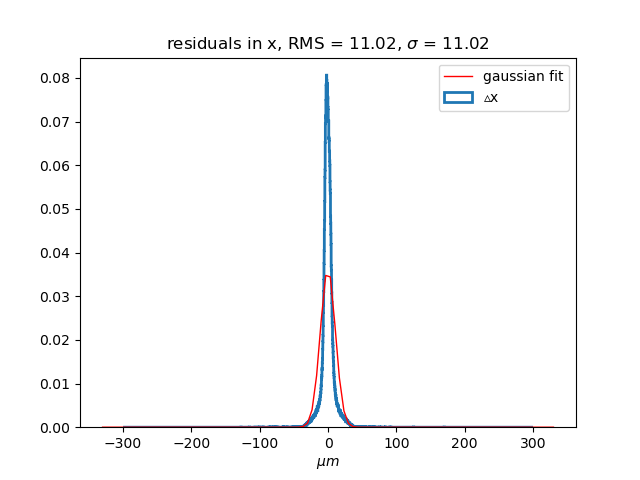 residuals in x, RMS = 11.02, σ = 11.02
gaussian fit
△x
0.08
0.07
0.06
0.05
0.04
0.03
0.02
0.01
0.00
−300 −200 −100 0 100 200 300
μm